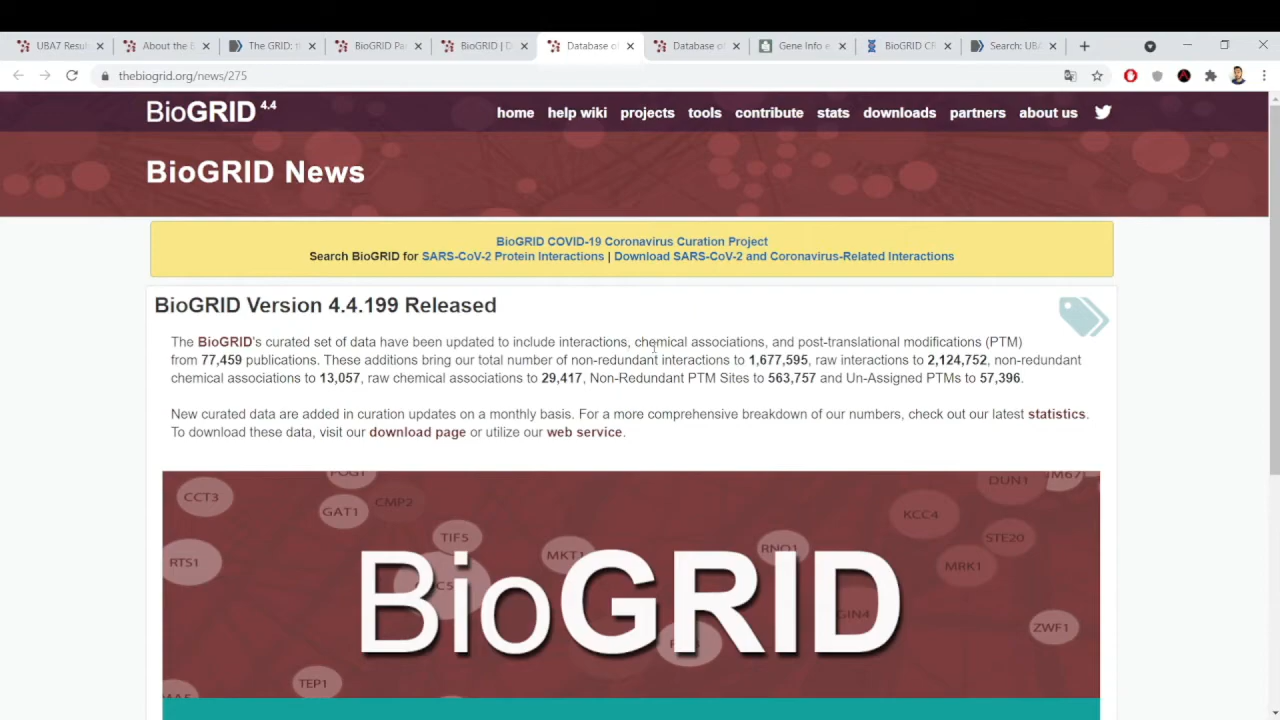 UBA7 Resul
About the B
The GRID: t
BioGRID Pa
BioGRID | D
Database of
Database of
Gene Info e
BioGRID CR
Search: UBA
thebiogrid.org/news/275
BioGRID 4.4
home help wiki projects tools contribute stats downloads partners about us
BioGRID News
BioGRID COVID-19 Coronavirus Curation Project
Search BioGRID for SARS-CoV-2 Protein Interactions | Download SARS-CoV-2 and Coronavirus-Related Interactions
BioGRID Version 4.4.199 Released
The BioGRID's curated set of data have been updated to include interactions, chemical associations, and post-translational modifications (PTM)
from 77,459 publications. These additions bring our total number of non-redundant interactions to 1,677,595, raw interactions to 2,124,752, non-redundant
chemical associations to 13,057, raw chemical associations to 29,417, Non-Redundant PTM Sites to 563,757 and Un-Assigned PTMs to 57,396.
New curated data are added in curation updates on a monthly basis. For a more comprehensive breakdown of our numbers, check out our latest statistics.
To download these data, visit our download page or utilize our web service.
CCT3
CMP2
GAT1
DUN1
KCC4
TIF5
STE20
MKT1
RNQ1
RTS1
MRK1
BioGRID
GIN4
ZWF1
TEP1